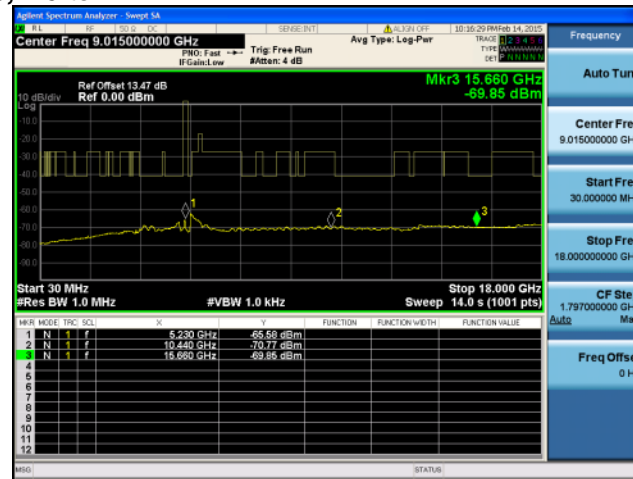 Agilent Spectrum Analyzer - Swept SA
RL RF 50 Ω DC SENSE:INT ALIGN OFF 10:16:29 PM Feb 14, 2015
Center Freq 9.015000000 GHz Avg Type: Log-Pwr TRACE 1 2 3 4 5 6
PNO: Fast Trig: Free Run TYPE
IFGain:Low #Atten: 4 dB DET P N N N N N
Frequency
Auto Tun
Mkr3 15.660 GHz
Ref Offset 13.47 dB
10 dB/div Ref 0.00 dBm -69.85 dBm
Log
-10.0
-20.0
-30.0
-40.0
-50.0
-60.0
-70.0
-80.0
-90.0
1
2
3
Start 30 MHz Stop 18.000 GHz
#Res BW 1.0 MHz #VBW 1.0 kHz Sweep 14.0 s (1001 pts)
Center Fre
9.015000000 GH
Start Fre
30.000000 MH
Stop Fre
18.000000000 GH
CF Ste
1.797000000 GH
Auto Ma
Freq Offse
0 H
MKR MODE TRC SCL X Y FUNCTION FUNCTION WIDTH FUNCTION VALUE
1 N 1 f 5.230 GHz -65.58 dBm
2 N 1 f 10.440 GHz -70.77 dBm
3 N 1 f 15.660 GHz -69.85 dBm
4
5
6
7
8
9
10
11
12
MSG STATUS